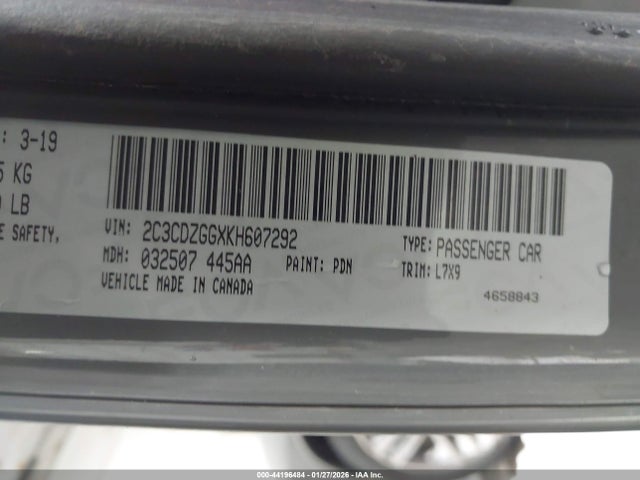 : 3-19
5 KG
LB
E SAFETY,
VIN: 2C3CDZGGXKH607292
MDH: 032507 445AA
PAINT: PDN
VEHICLE MADE IN CANADA
TYPE: PASSENGER CAR
TRIM: L7X9
4658843
000-44196484 - 01/27/2026 - IAA Inc.